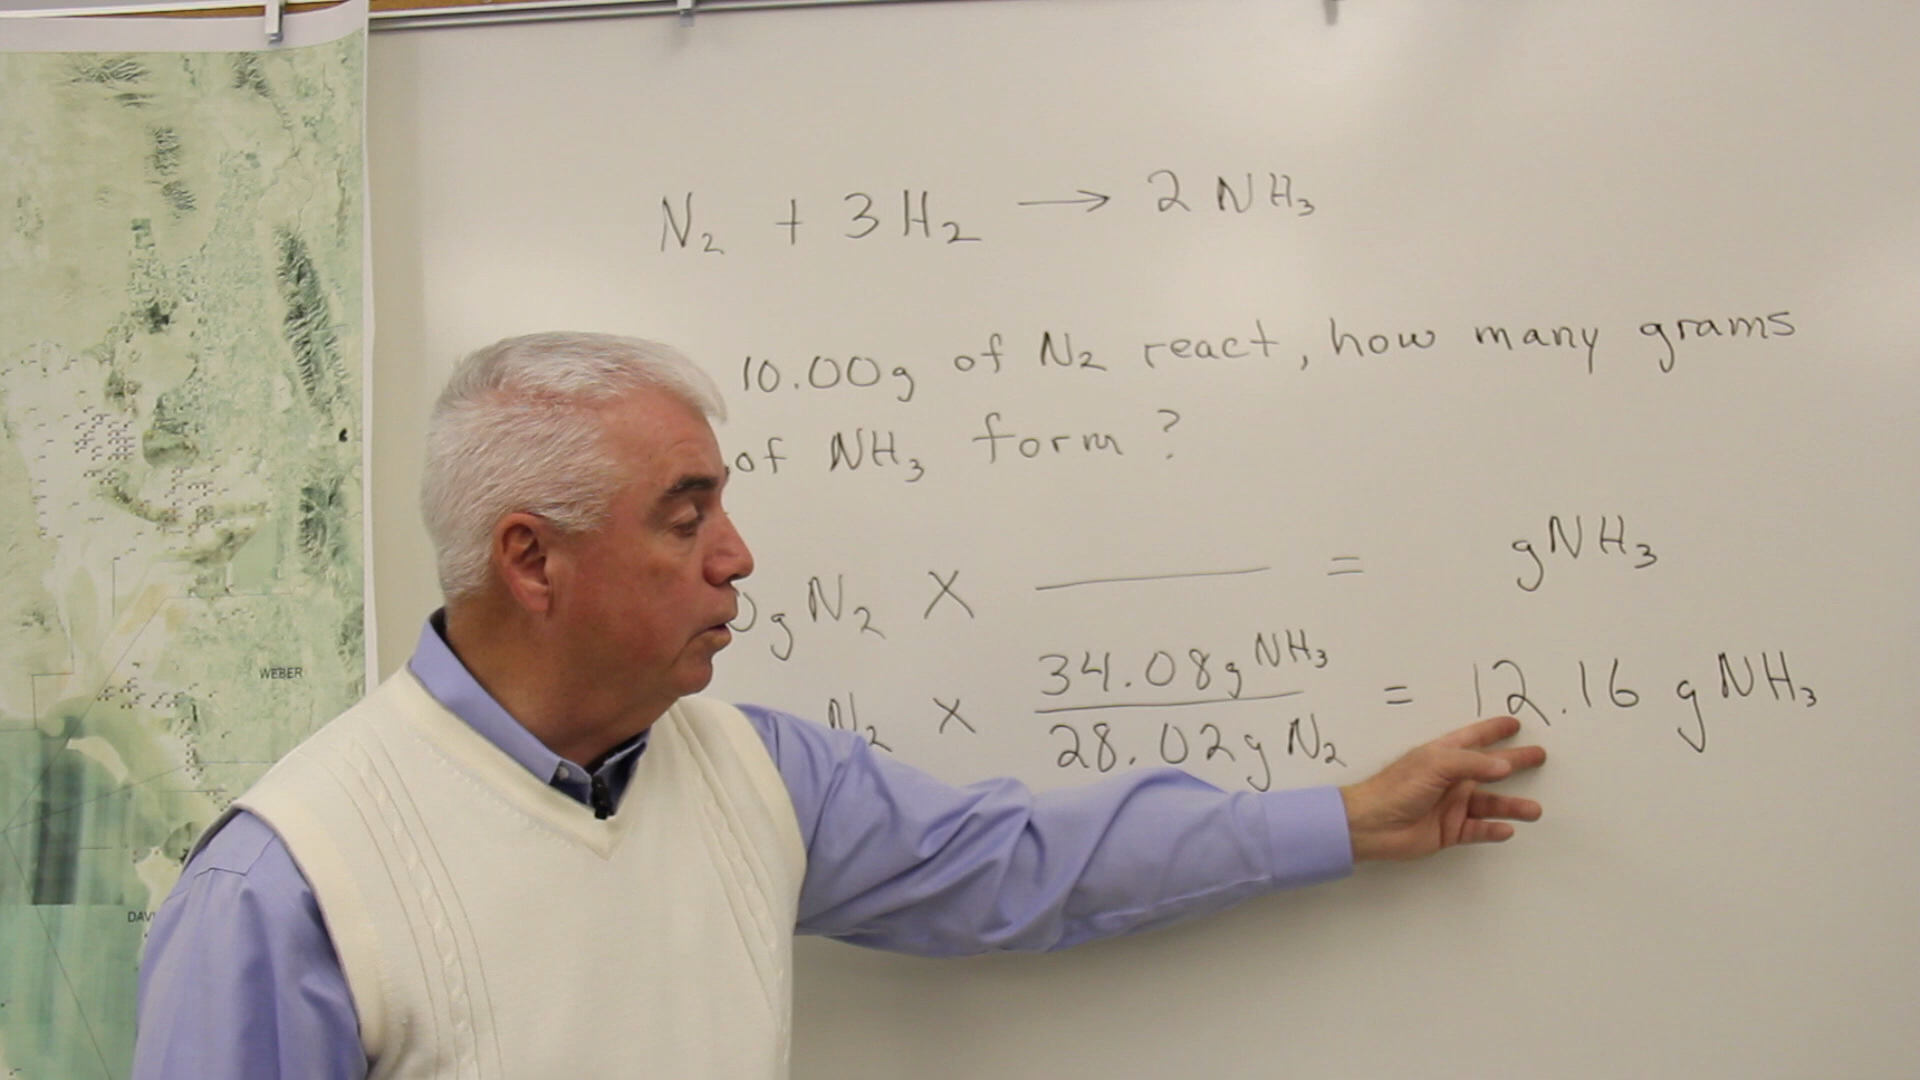 N₂ + 3H₂ → 2NH₃
10.00g of N₂ react, how many grams
of NH₃ form?
gN₂ X ____ = gNH₃
N₂ X 34.08g NH₃ / 28.02g N₂ = 12.16 g NH₃
WEBER